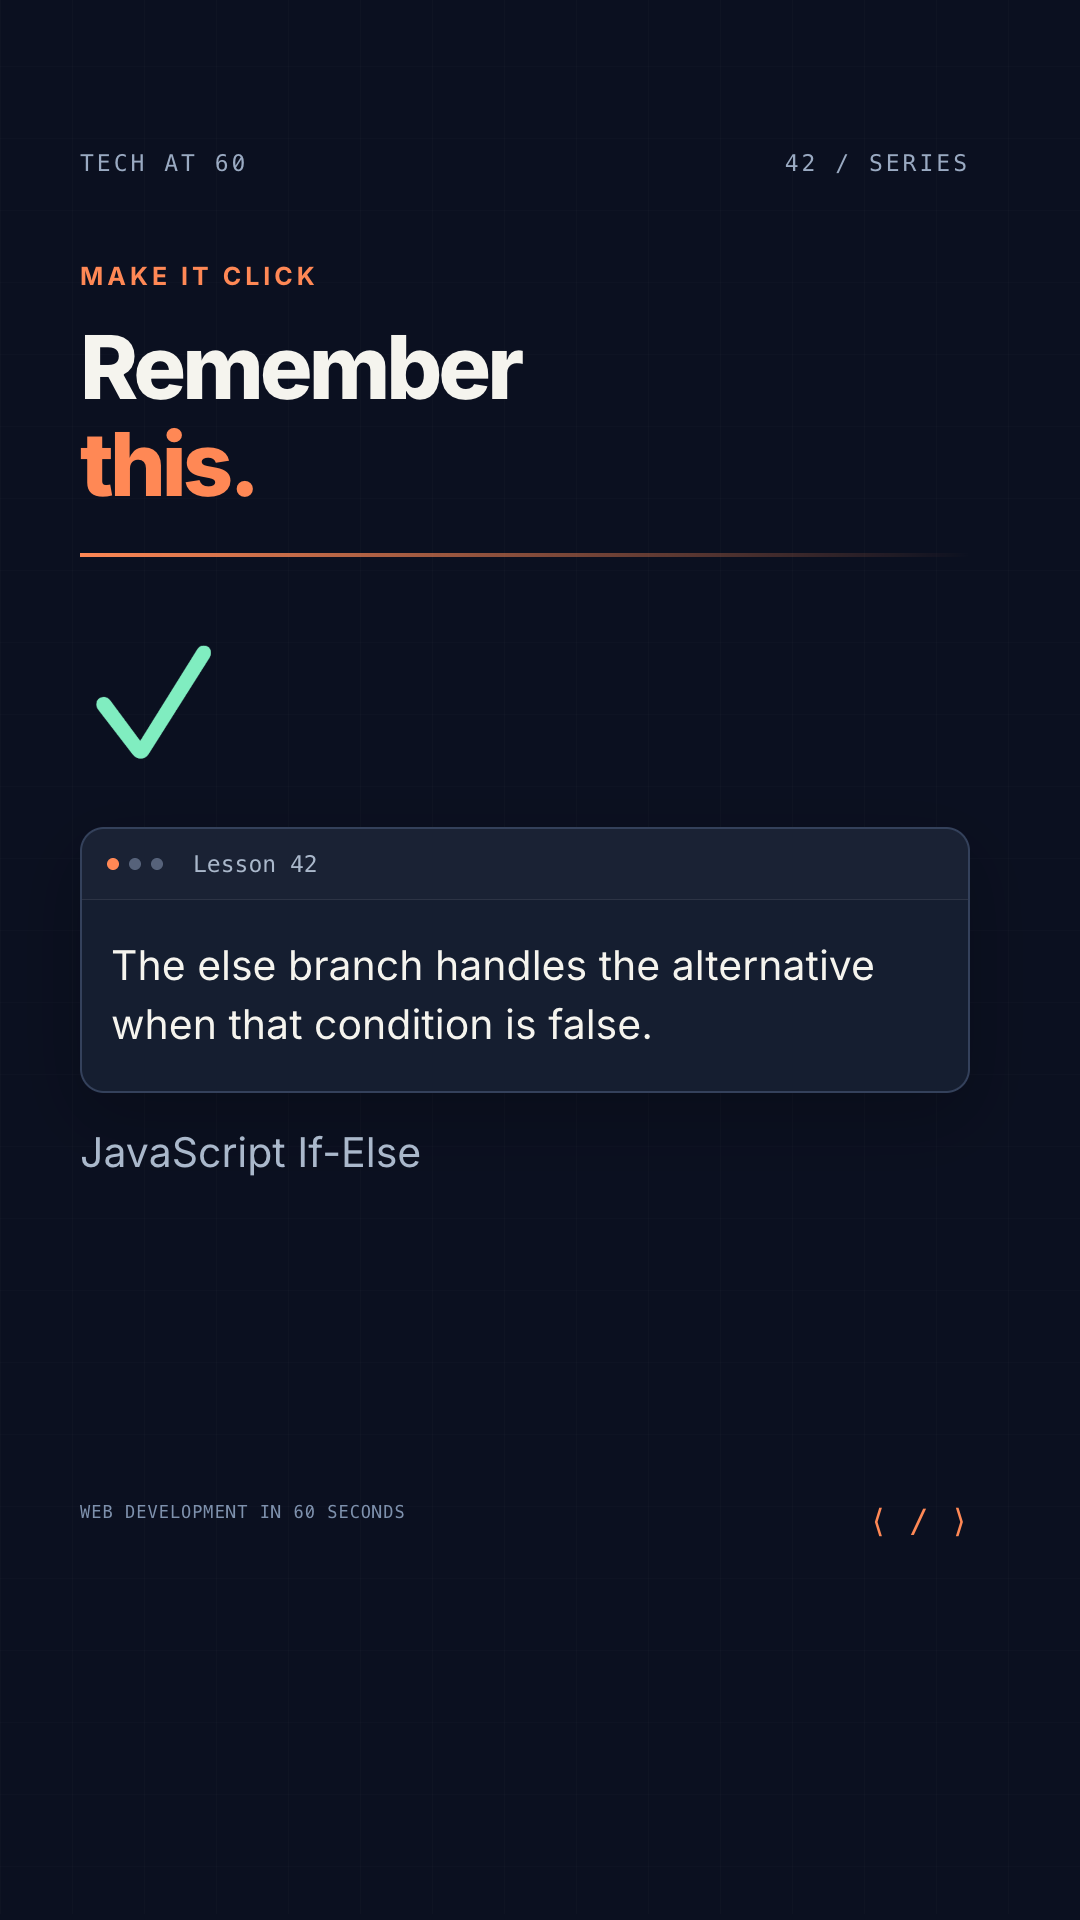 TECH AT 60
42 / SERIES
MAKE IT CLICK
Remember
this.
Lesson 42
The else branch handles the alternative
when that condition is false.
JavaScript If-Else
WEB DEVELOPMENT IN 60 SECONDS
⟨ / ⟩